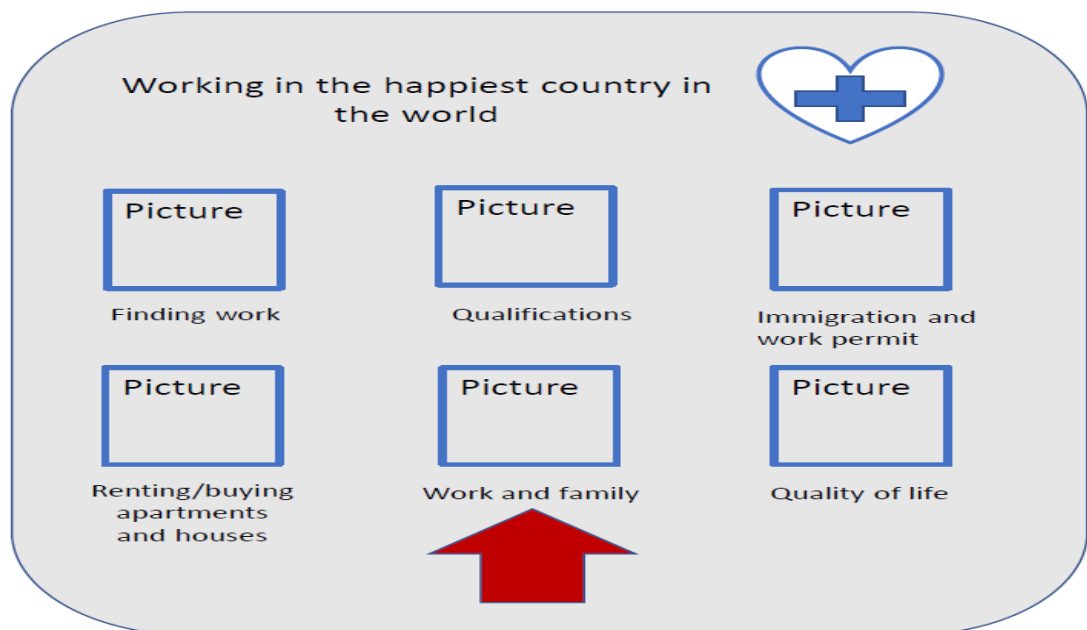 Working in the happiest country in
the world
Picture
Picture
Picture
Finding work
Qualifications
Immigration and
work permit
Picture
Picture
Picture
Renting/buying
apartments
and houses
Work and family
Quality of life